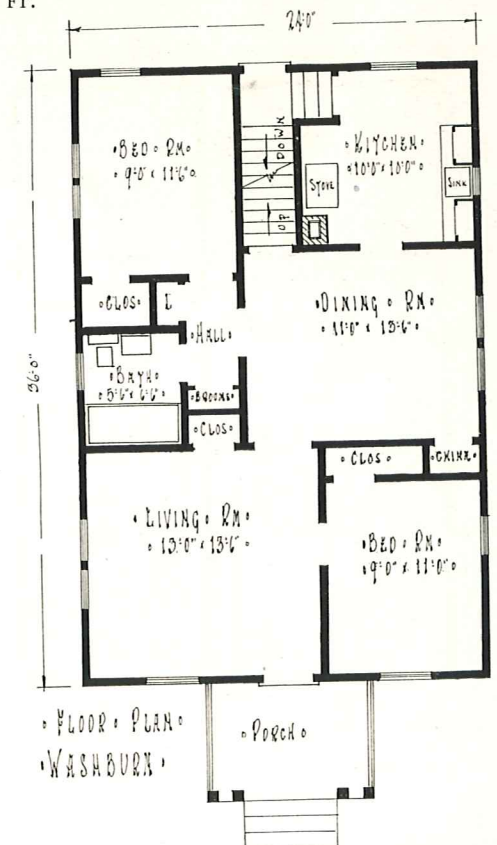 FT.
24'-0"
36'-0"
BED RM
9'-0" x 11'-6"
DOWN
UP
KITCHEN
10'-0" x 10'-0"
STOVE
SINK
CLOS
L
HALL
DINING RM
11'-0" x 13'-6"
BATH
5'-6" x 6'-6"
BROOMS
CLOS
CLOS
CHINA
LIVING RM
13'-0" x 13'-6"
BED RM
9'-0" x 11'-0"
FLOOR PLAN
WASHBURN
PORCH